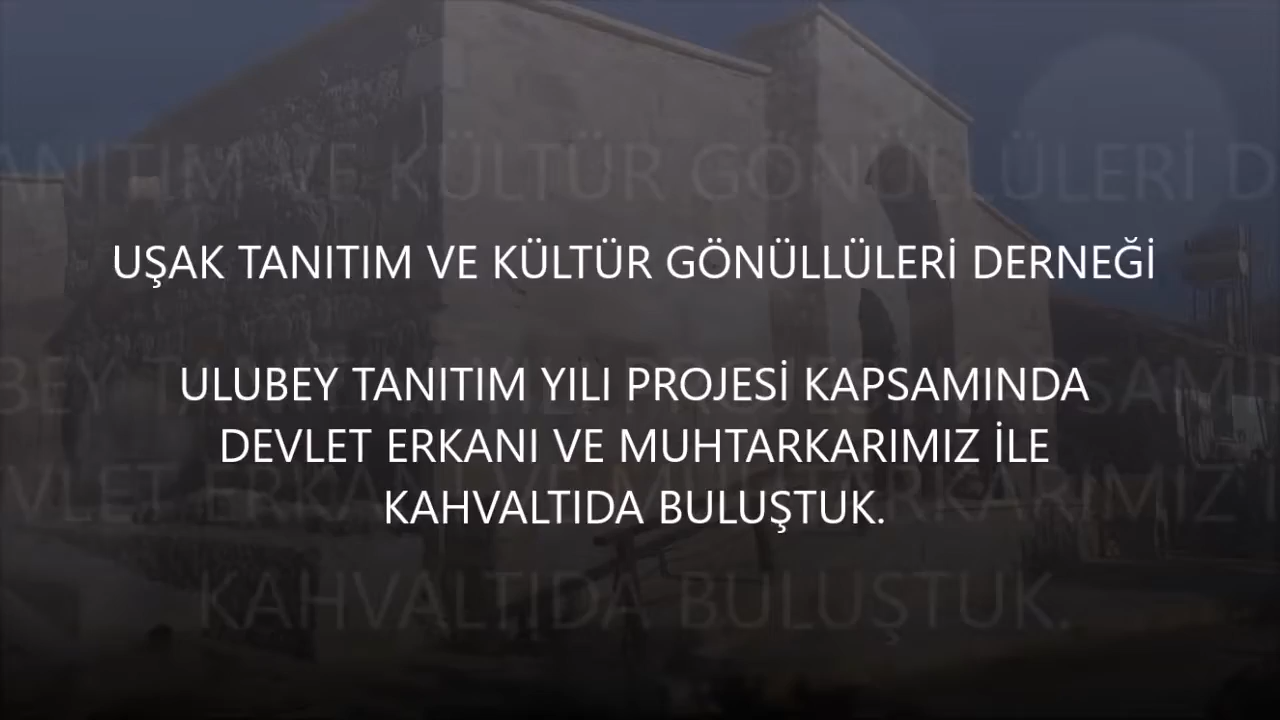 UŞAK TANITIM VE KÜLTÜR GÖNÜLLÜLERİ DERNEĞİ
ULUBEY TANITIM YILI PROJESİ KAPSAMINDA
DEVLET ERKANI VE MUHTARKARIMIZ İLE
KAHVALTIDA BULUŞTUK.